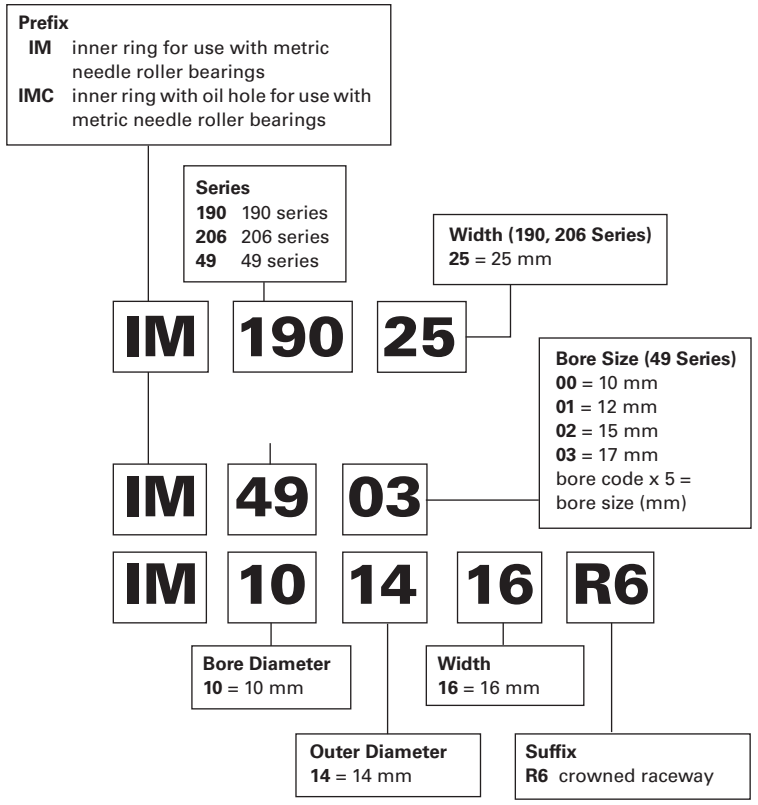 Prefix
IM inner ring for use with metric
needle roller bearings
IMC inner ring with oil hole for use with
metric needle roller bearings
Series
190 190 series
206 206 series
49 49 series
Width (190, 206 Series)
25 = 25 mm
IM 190 25
Bore Size (49 Series)
00 = 10 mm
01 = 12 mm
02 = 15 mm
03 = 17 mm
bore code x 5 =
bore size (mm)
IM 49 03
IM 10 14 16 R6
Bore Diameter
10 = 10 mm
Width
16 = 16 mm
Outer Diameter
14 = 14 mm
Suffix
R6 crowned raceway